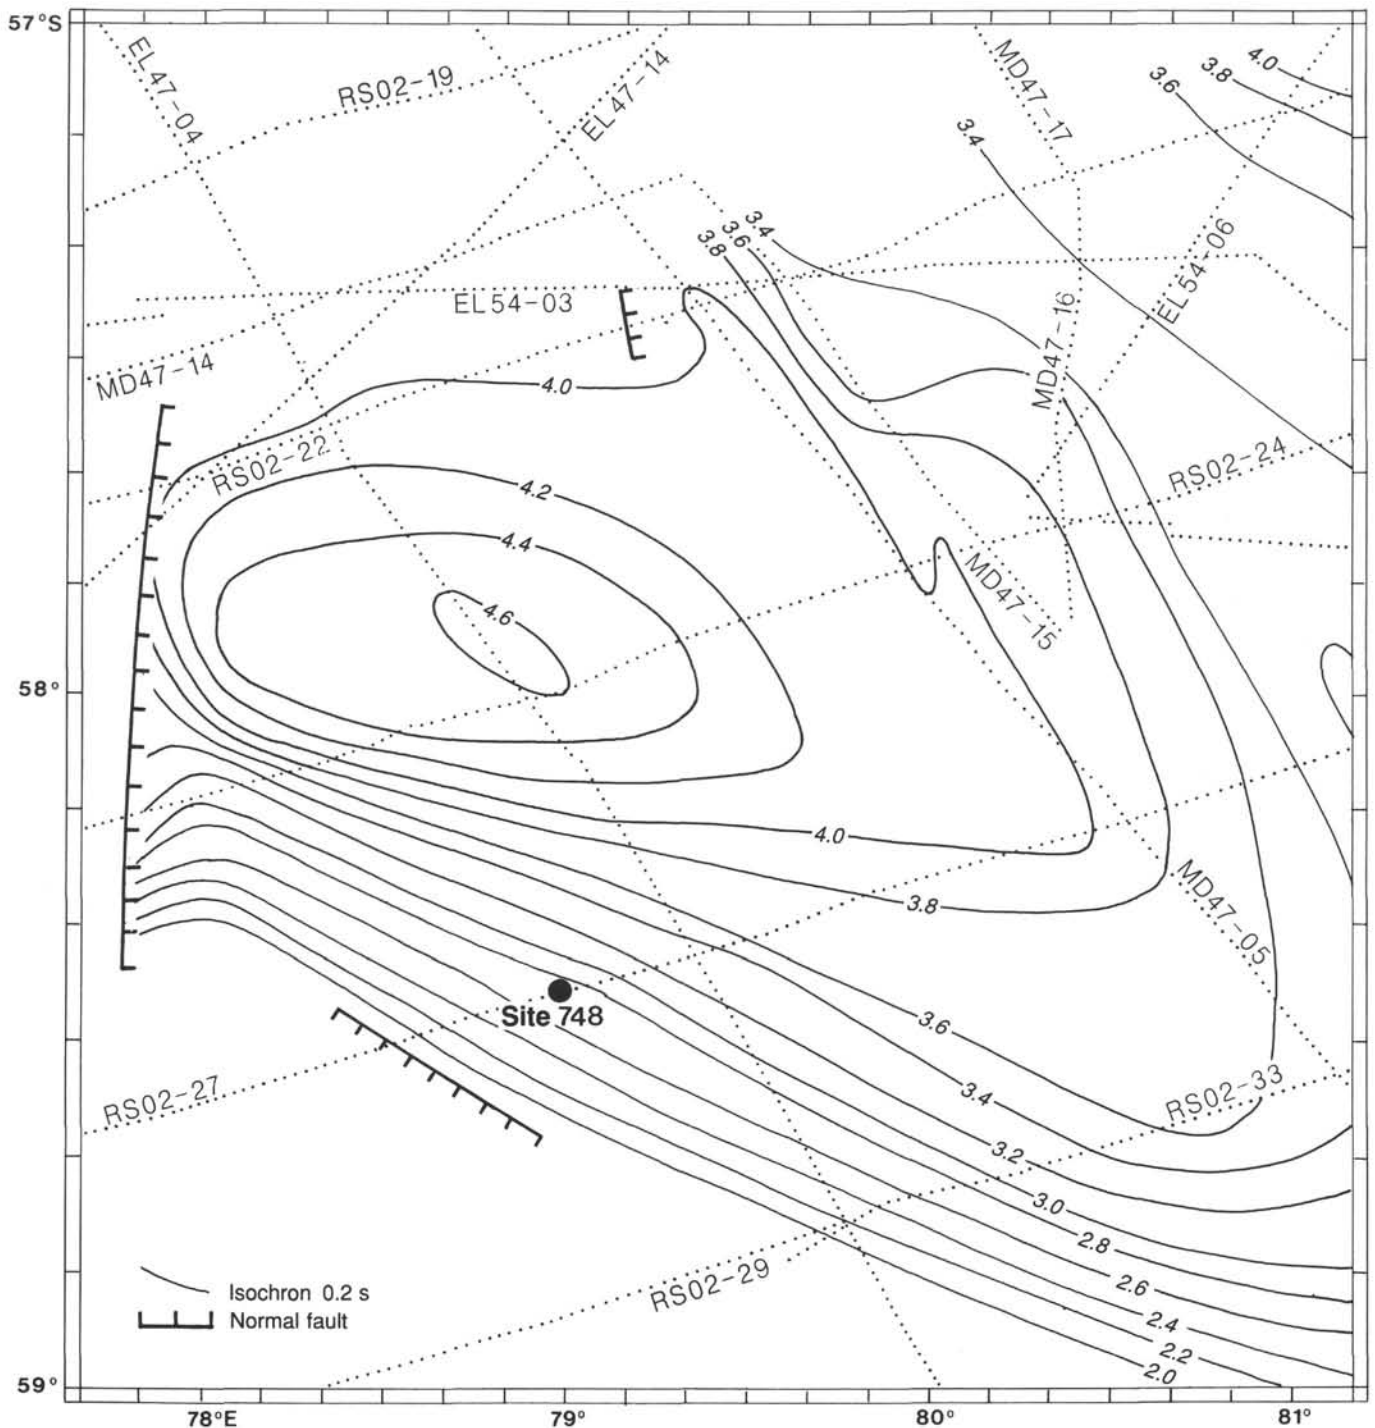 57°S
EL47-04
RS02-19
EL47-14
MD47-17
3.6
3.8
4.0
3.4
EL54-06
3.8
3.6
3.4
EL54-03
MD47-16
MD47-14
4.0
RS02-22
4.2
RS02-24
4.4
MD47-15
4.6
58°
4.0
3.8
MD47-05
Site 748
3.6
RS02-27
3.4
RS02-33
3.2
3.0
2.8
RS02-29
2.6
2.4
2.2
2.0
Isochron 0.2 s
Normal fault
59°
78°E
79°
80°
81°